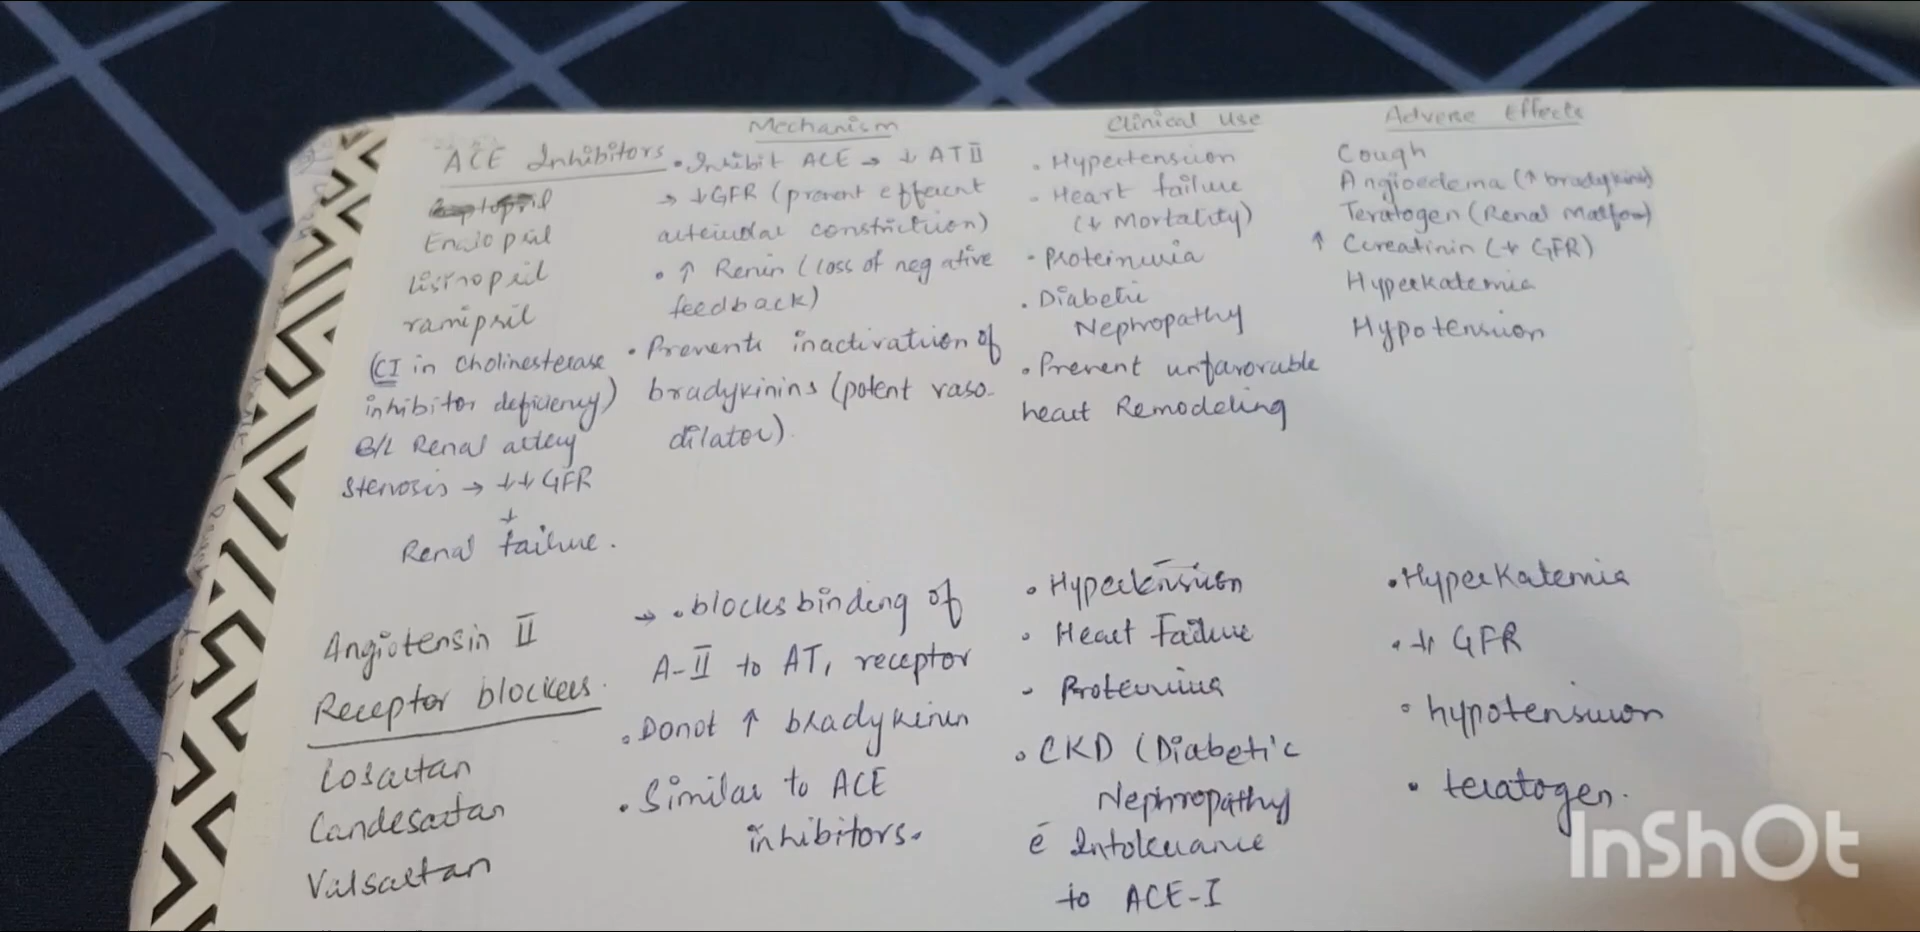 Mechanism
Clinical Use
Advere Effects
ACE Inhibitors
Enalopril
lisinopril
ramipril
(CI in Cholinesterase
inhibitor deficiency)
B/L Renal artery
Stenosis → ↓↓ GFR
↓
Renal failure.
• Inhibit ACE → ↓ AT II
→ ↓ GFR (prevent efferent
arteriolar constriction)
• ↑ Renin (loss of negative
feedback)
• Prevents inactivation of
bradykinins (potent vaso-
dilator).
• Hypertension
- Heart failure
(↓ Mortality)
• Proteinuria
• Diabetic
Nephropathy
• Prevent unfavorable
heart Remodeling
Cough
Angioedema (↑ bradykinin)
Teratogen (Renal Malfor)
↑ Creatinin (↓ GFR)
Hyperkalemia
Hypotension
Angiotensin II
Receptor blockers.
Losartan
Candesartan
Valsartan
→ • blocks binding of
A-II to AT1 receptor
• Donot ↑ bradykinin
• Similar to ACE
inhibitors.
• Hypertension
• Heart Failure
- Proteinuria
• CKD (Diabetic
Nephropathy
c̄ Intolerance
to ACE-I
• Hyperkalemia
• ↓ GFR
• hypotension
• teratogen.
InShOt